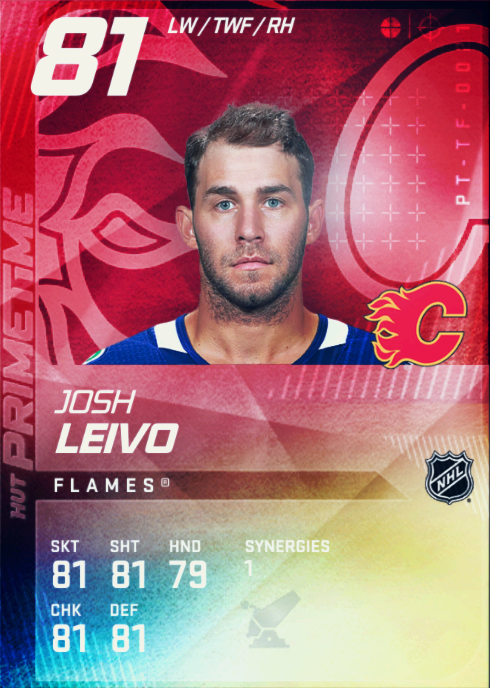 81
LW / TWF / RH
PT-TF-001
HUT PRIMETIME
JOSH
LEIVO
FLAMES®
NHL
SKT SHT HND SYNERGIES
81 81 79 1
CHK DEF
81 81